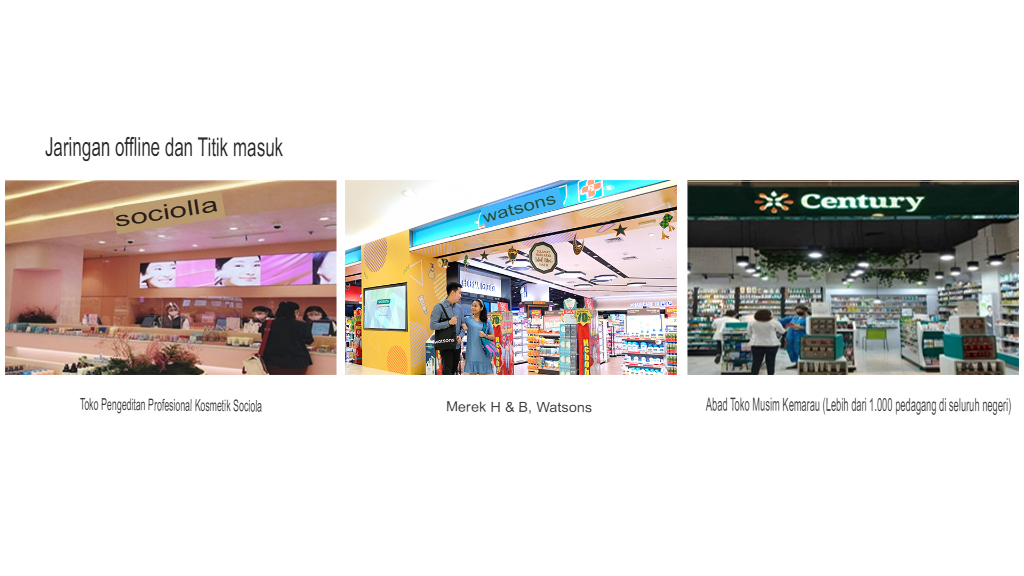 Jaringan offline dan Titik masuk
sociolla
watsons
Century
watsons
Toko Pengeditan Profesional Kosmetik Sociola
Merek H & B, Watsons
Abad Toko Musim Kemarau (Lebih dari 1.000 pedagang di seluruh negeri)